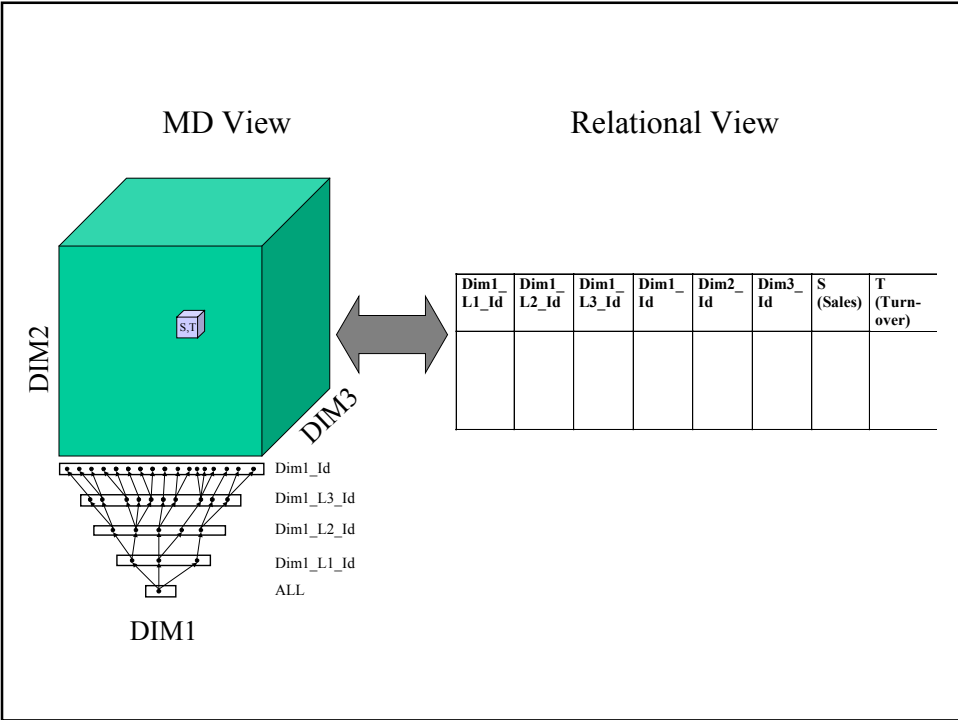 MD View
Relational View
DIM2
S,T
DIM3
Dim1_Id
Dim1_L3_Id
Dim1_L2_Id
Dim1_L1_Id
ALL
DIM1
Dim1_ Dim1_ Dim1_ Dim1_ Dim2_ Dim3_ S T
L1_Id L2_Id L3_Id Id Id Id (Sales) (Turn-
over)